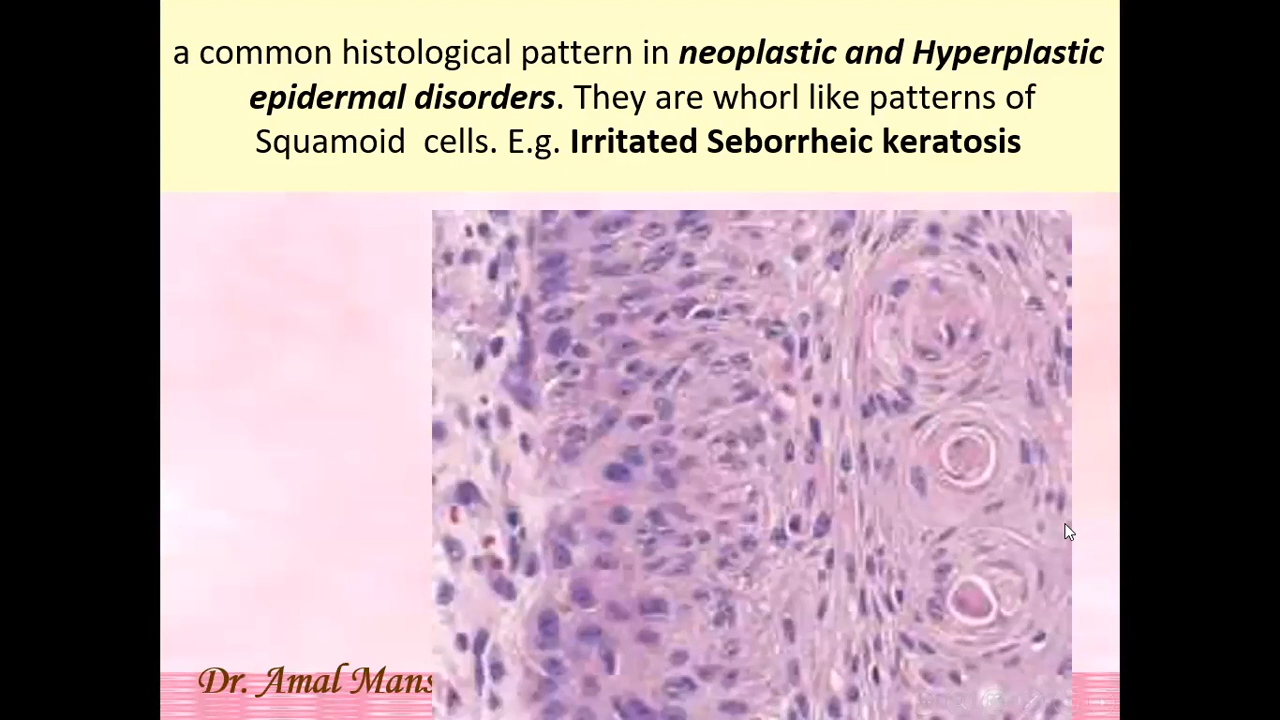 a common histological pattern in neoplastic and Hyperplastic
epidermal disorders. They are whorl like patterns of
Squamoid cells. E.g. Irritated Seborrheic keratosis
Dr. Amal Mans